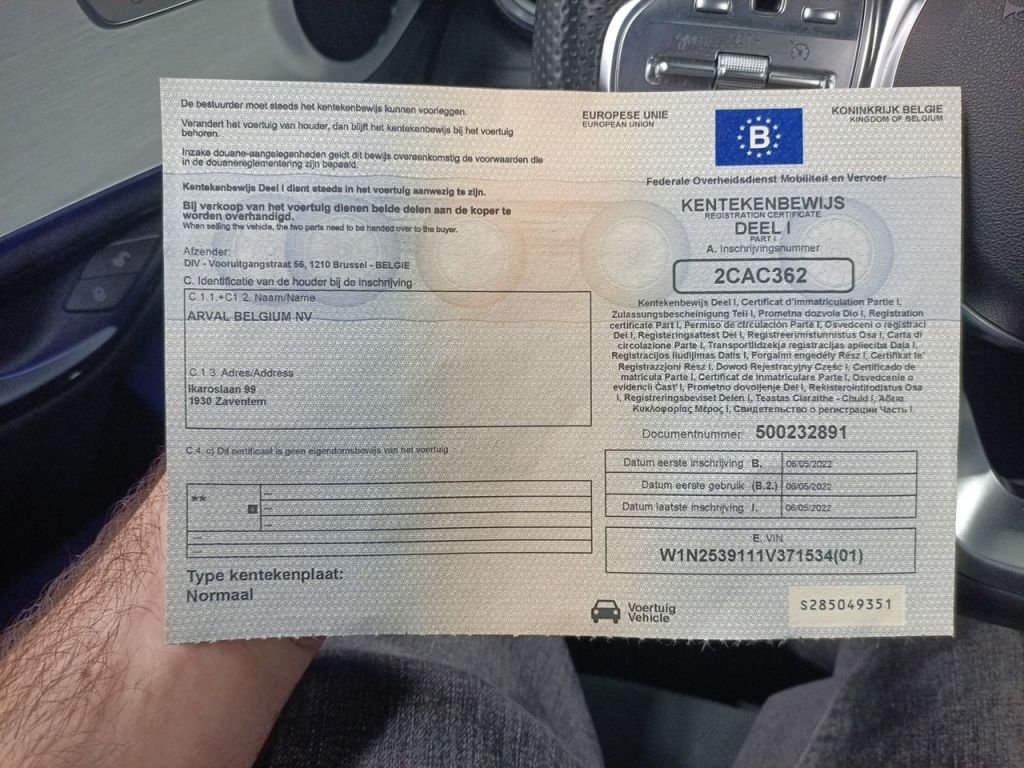 De bestuurder moet steeds het kentekenbewijs kunnen voorleggen.
Verandert het voertuig van houder, dan blijft het kentekenbewijs bij het voertuig
behoren.
Inzake douane-aangelegenheden geldt dit bewijs overeenkomstig de voorwaarden die
in de douanereglementering zijn bepaald.
Kentekenbewijs Deel I dient steeds in het voertuig aanwezig te zijn.
Bij verkoop van het voertuig dienen beide delen aan de koper te
worden overhandigd.
When selling the vehicle, the two parts need to be handed over to the buyer.
Afzender:
DIV - Vooruitgangstraat 56, 1210 Brussel - BELGIE
C. Identificatie van de houder bij de inschrijving
C.1.1.+C1.2. Naam/Name
ARVAL BELGIUM NV
C.1.3. Adres/Address
Ikaroslaan 99
1930 Zaventem
C.4. c) Dit certificaat is geen eigendomsbewijs van het voertuig
**
---
---
---
---
---
Type kentekenplaat:
Normaal
EUROPESE UNIE
EUROPEAN UNION
B
KONINKRIJK BELGIE
KINGDOM OF BELGIUM
Federale Overheidsdienst Mobiliteit en Vervoer
KENTEKENBEWIJS
REGISTRATION CERTIFICATE
DEEL I
PART I
A. Inschrijvingsnummer
2CAC362
Kentekenbewijs Deel I, Certificat d'immatriculation Partie I,
Zulassungsbescheinigung Teil I, Prometna dozvola Dio I, Registration
certificate Part I, Permiso de circulación Parte I, Osvedceni o registraci
Del I, Registeringsattest Del I, Registreerimistunnistus Osa I, Carta di
circolazione Parte I, Transportlidzekja registracijas aplieciba Daja I,
Registracijos liudijimas Dalis I, Forgalmi engedély Rész I, Certifikat te'
Registrazzjoni Rész I, Dowod Rejestracyjny Część I, Certificado de
matricula Parte I, Certificat de Inmatriculare Parte I, Osvedcenie o
evidencii Čast' I, Prometno dovoljenje Del I, Rekisterointitodistus Osa
I, Registreringsbeviset Delen I, Teastas Claraithe - Chuid I, Άδεια
Κυκλοφορίας Μέρος I, Свидетельство о регистрации Часть I
Documentnummer: 500232891
Datum eerste inschrijving B. 06/05/2022
Datum eerste gebruik (B.2.) 06/05/2022
Datum laatste inschrijving I. 06/05/2022
E. VIN
W1N2539111V371534(01)
Voertuig
Vehicle
S285049351